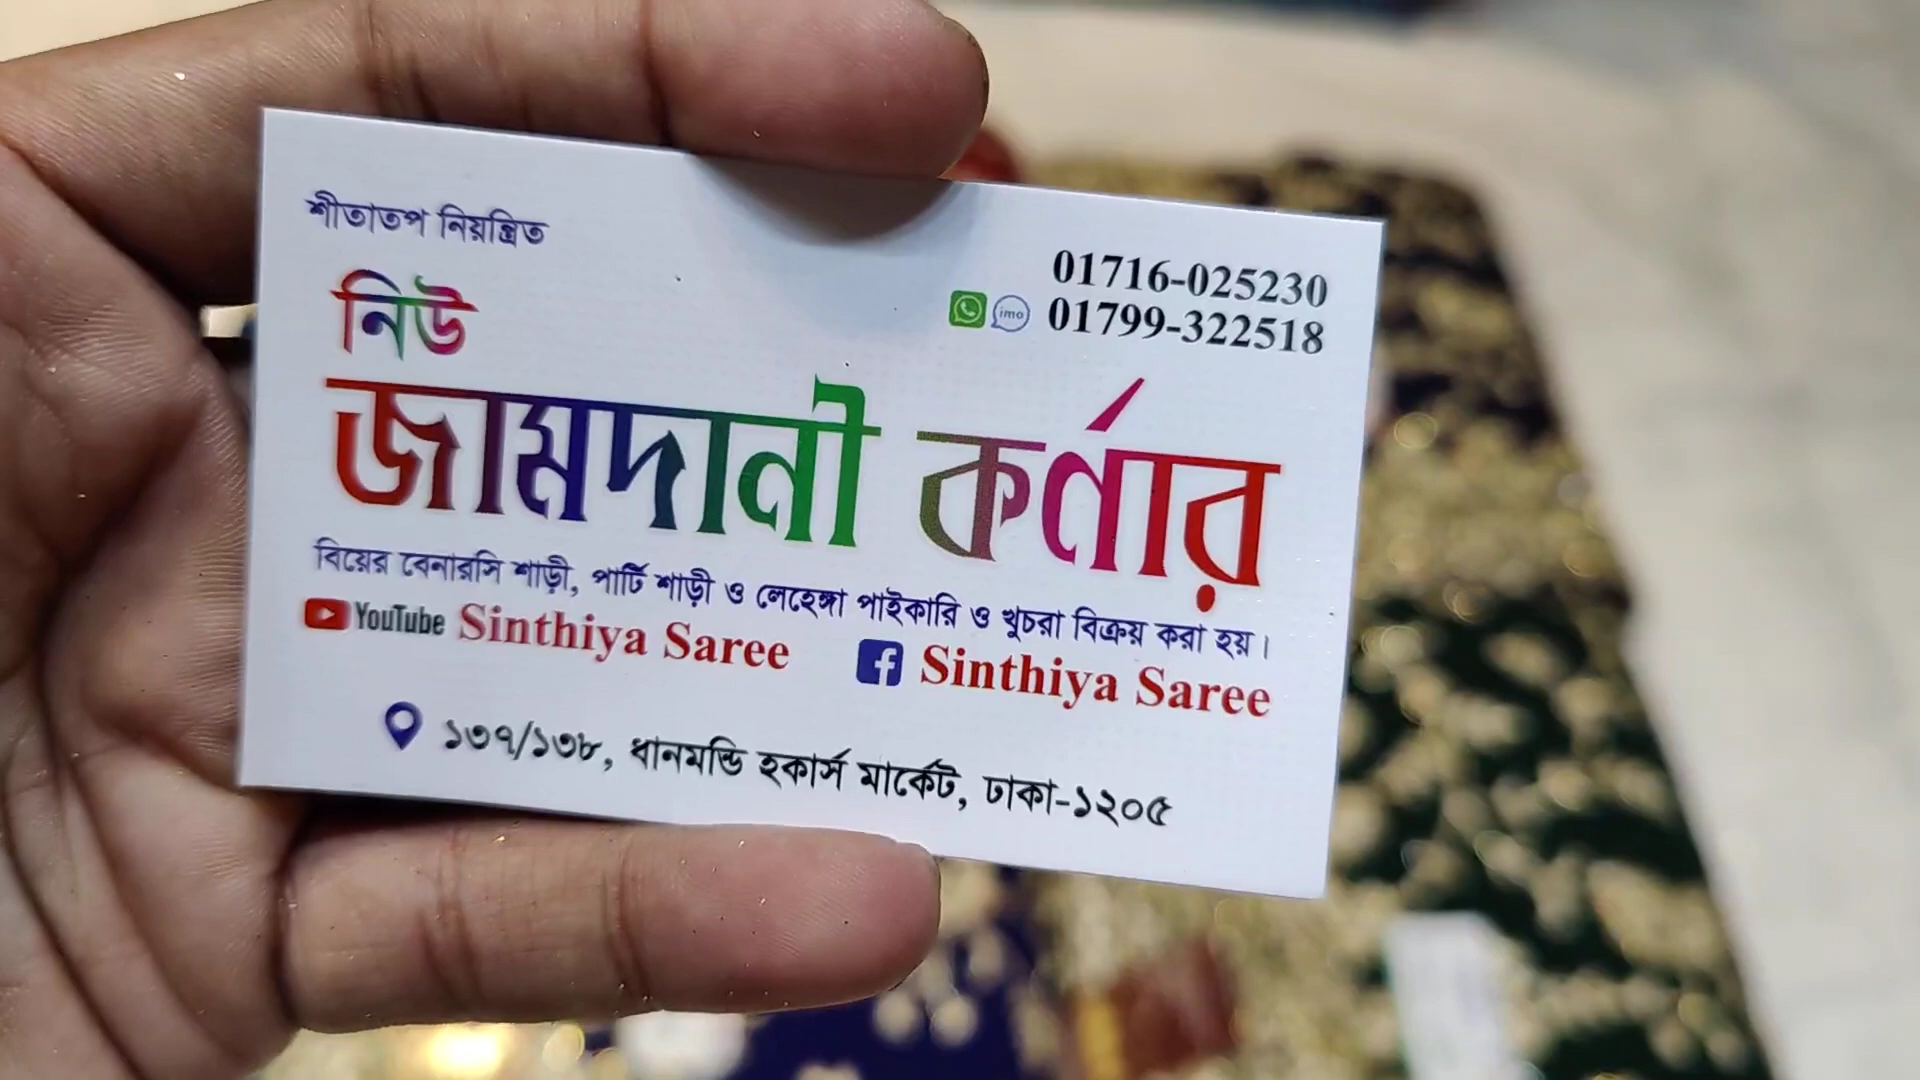 শীতাতপ নিয়ন্ত্রিত
01716-025230
imo 01799-322518
নিউ
জামদানী কর্ণার
বিয়ের বেনারসি শাড়ী, পার্টি শাড়ী ও লেহেঙ্গা পাইকারি ও খুচরা বিক্রয় করা হয়।
YouTube Sinthiya Saree f Sinthiya Saree
১৩৭/১৩৮, ধানমন্ডি হকার্স মার্কেট, ঢাকা-১২০৫